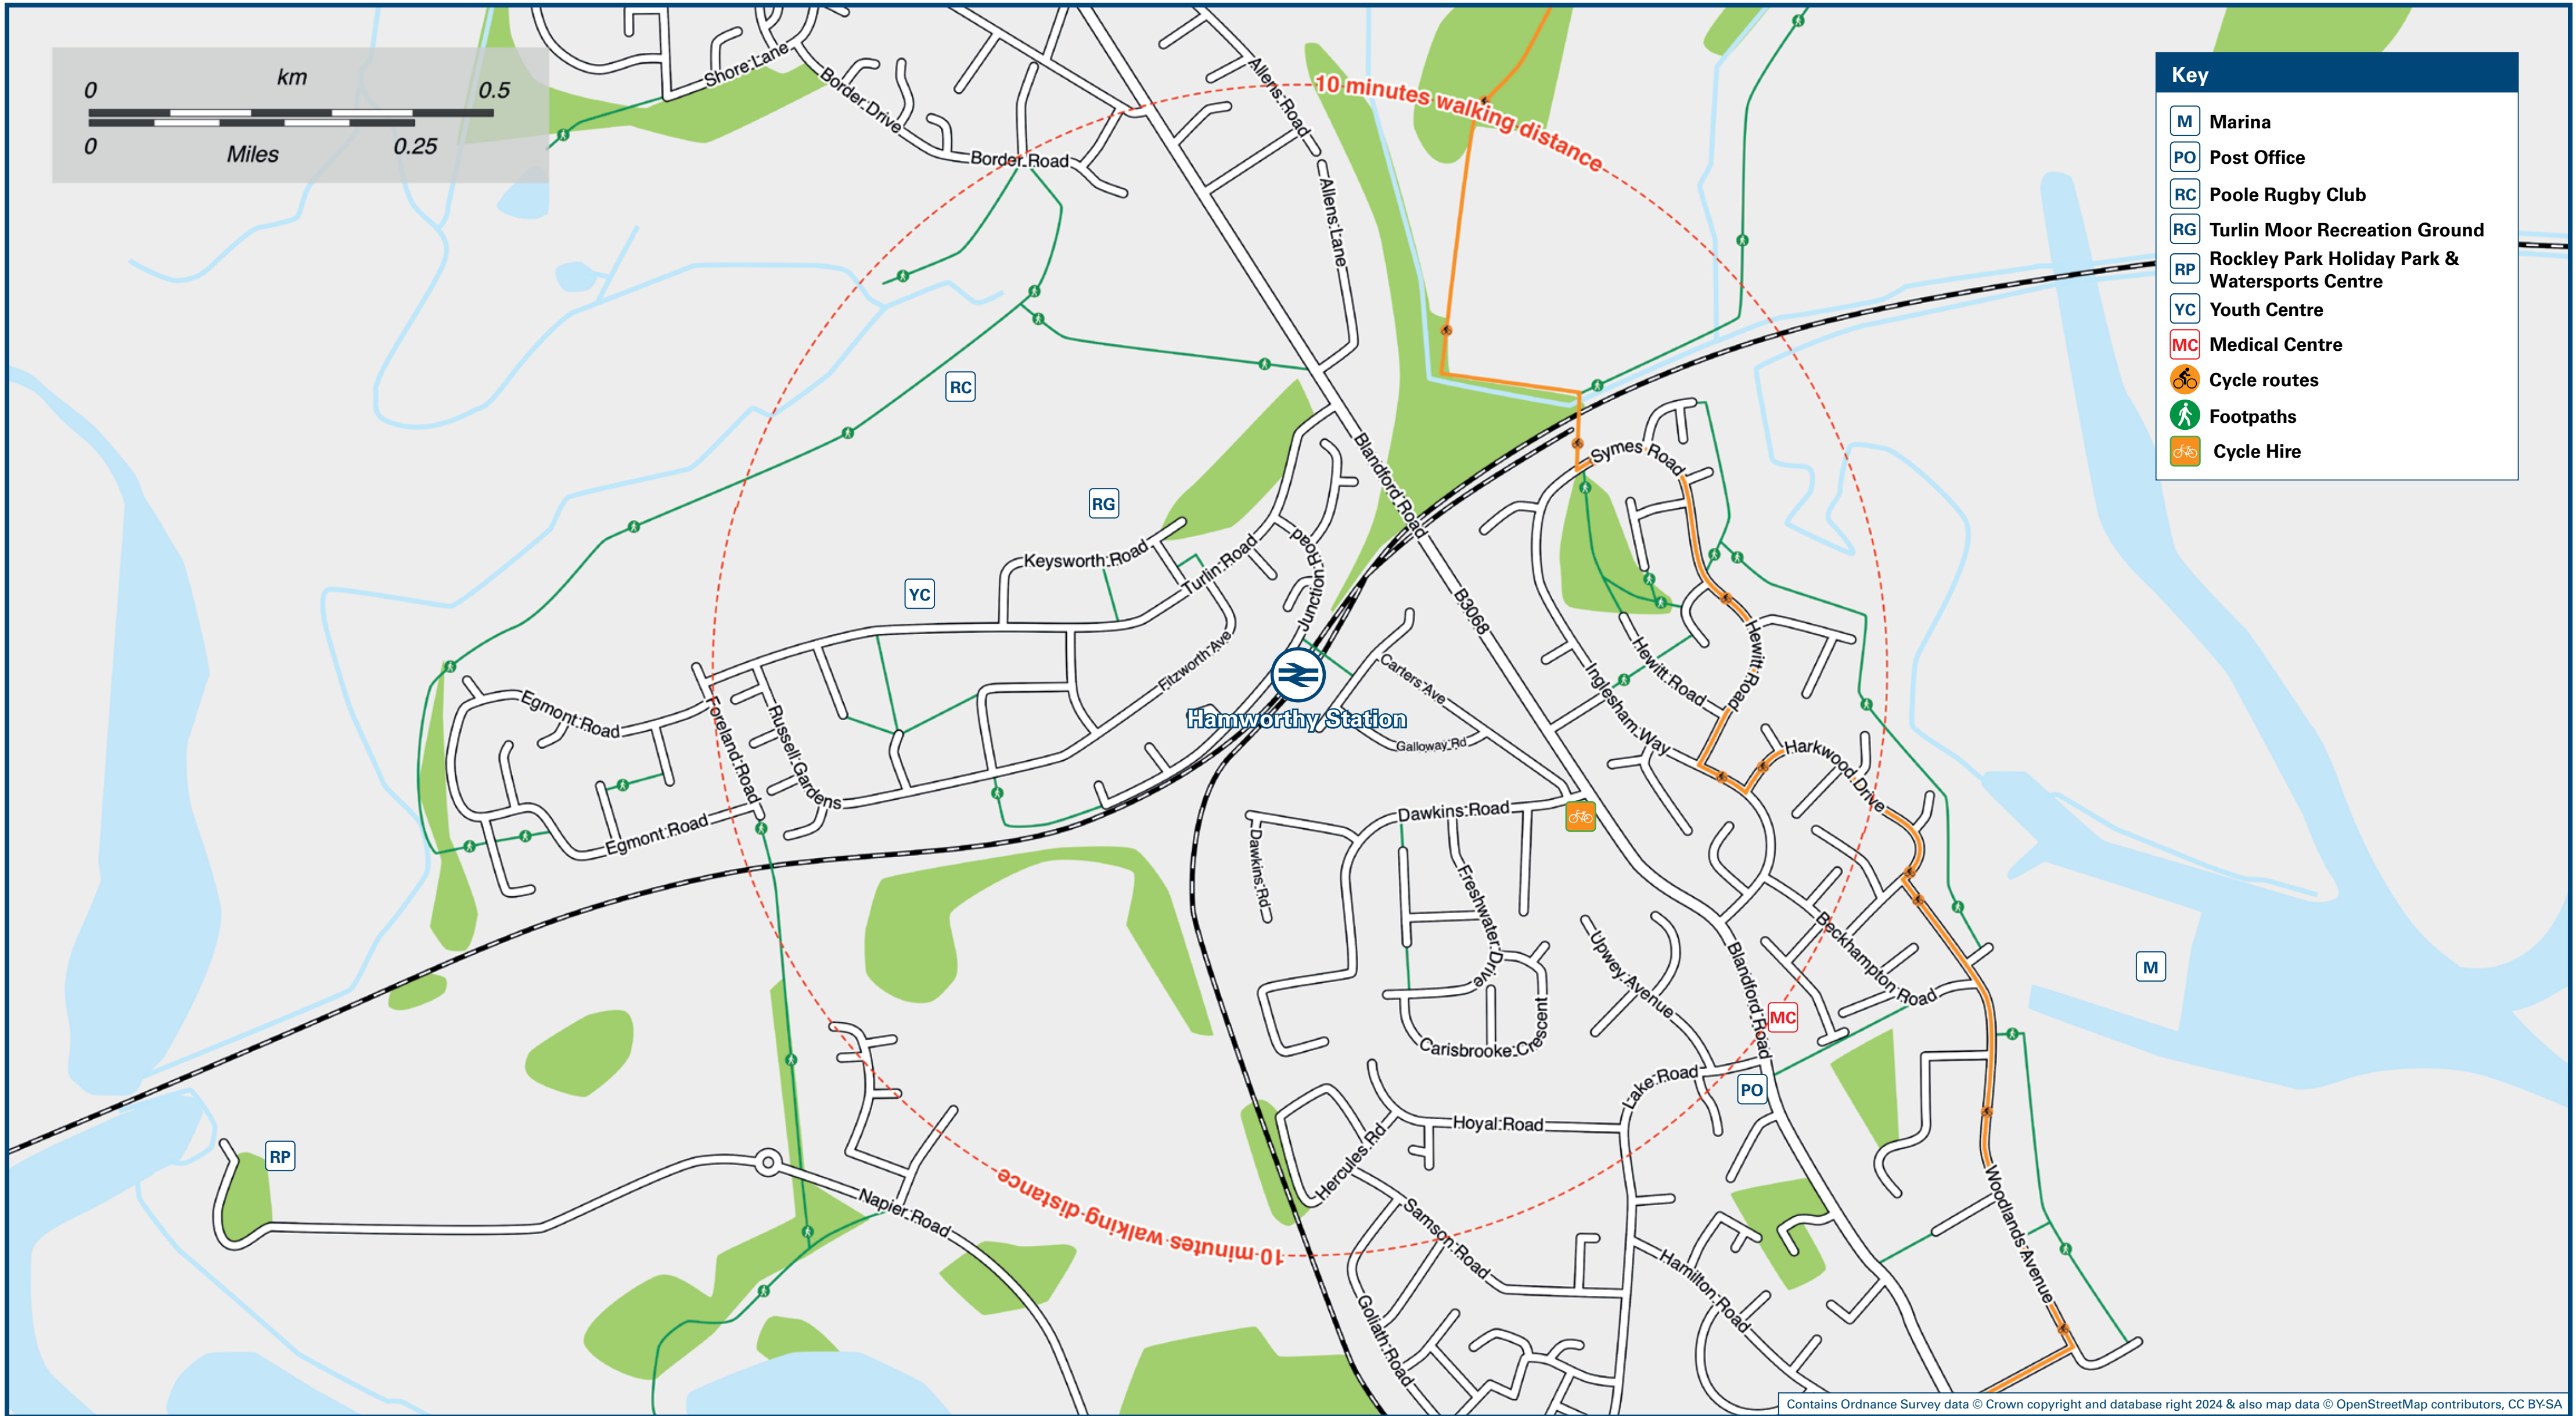 km
0
0.5
0
Miles
0.25
Shore Lane
Border Drive
Border Road
Allens Road
Allens Lane
10 minutes walking distance
Key
M
Marina
PO
Post Office
RC
Poole Rugby Club
RG
Turlin Moor Recreation Ground
RP
Rockley Park Holiday Park &
Watersports Centre
YC
Youth Centre
MC
Medical Centre
Cycle routes
Footpaths
Cycle Hire
RC
RG
YC
Blandford Road
Symes Road
Keysworth Road
Turlin Road
Junction Road
B3068
Fitzworth Ave
Hewitt Road
Hewitt Road
Carters Ave
Inglesham Way
Egmont Road
Foreland Road
Russell Gardens
Hamworthy Station
Galloway Rd
Harkwood Drive
Egmont Road
Dawkins Road
Dawkins Rd
Freshwater Drive
Upwey Avenue
Beckhampton Road
Blandford Road
M
MC
Carisbrooke Crescent
Lake Road
PO
Hoyal Road
Hercules Rd
RP
Napier Road
10 minutes walking distance
Samson Road
Woodlands Avenue
Hamilton Road
Goliath Road
Contains Ordnance Survey data © Crown copyright and database right 2024 & also map data © OpenStreetMap contributors, CC BY-SA